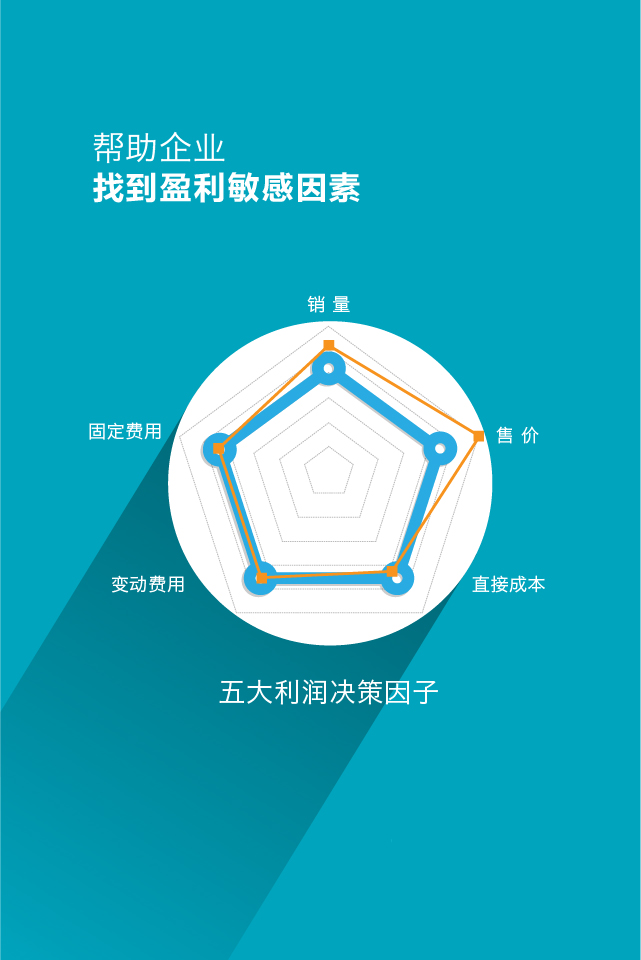 帮助企业
找到盈利敏感因素
销量
固定费用
售价
变动费用
直接成本
五大利润决策因子